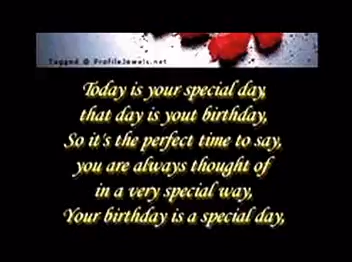 Tagged @ ProfileJewels.net
Today is your special day,
that day is yout birthday,
So it's the perfect time to say,
you are always thought of
in a very special way,
Your birthday is a special day,